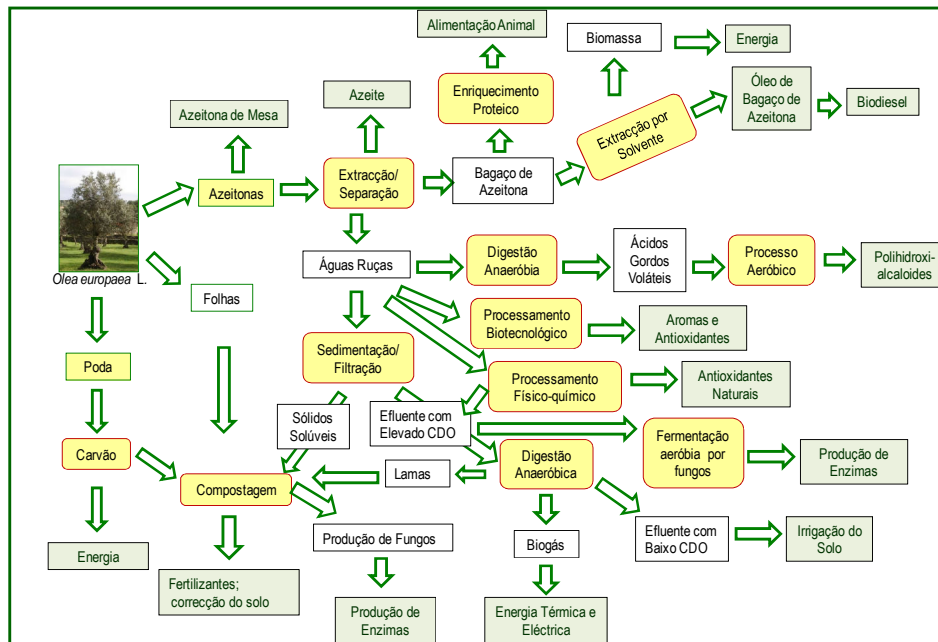 Alimentação Animal
Biomassa
Energia
Azeite
Enriquecimento
Proteico
Óleo de
Bagaço de
Azeitona
Biodiesel
Azeitona de Mesa
Extracção por
Solvente
Azeitonas
Extracção/
Separação
Bagaço de
Azeitona
Olea europaea L.
Folhas
Águas Ruças
Digestão
Anaeróbia
Ácidos
Gordos
Voláteis
Processo
Aeróbico
Polihidroxi-
alcaloides
Processamento
Biotecnológico
Aromas e
Antioxidantes
Poda
Sedimentação/
Filtração
Processamento
Físico-químico
Antioxidantes
Naturais
Sólidos
Solúveis
Efluente com
Elevado CDO
Carvão
Fermentação
aeróbia por
fungos
Produção de
Enzimas
Compostagem
Lamas
Digestão
Anaeróbica
Energia
Produção de Fungos
Biogás
Efluente com
Baixo CDO
Irrigação do
Solo
Fertilizantes;
correcção do solo
Produção de
Enzimas
Energia Térmica e
Eléctrica